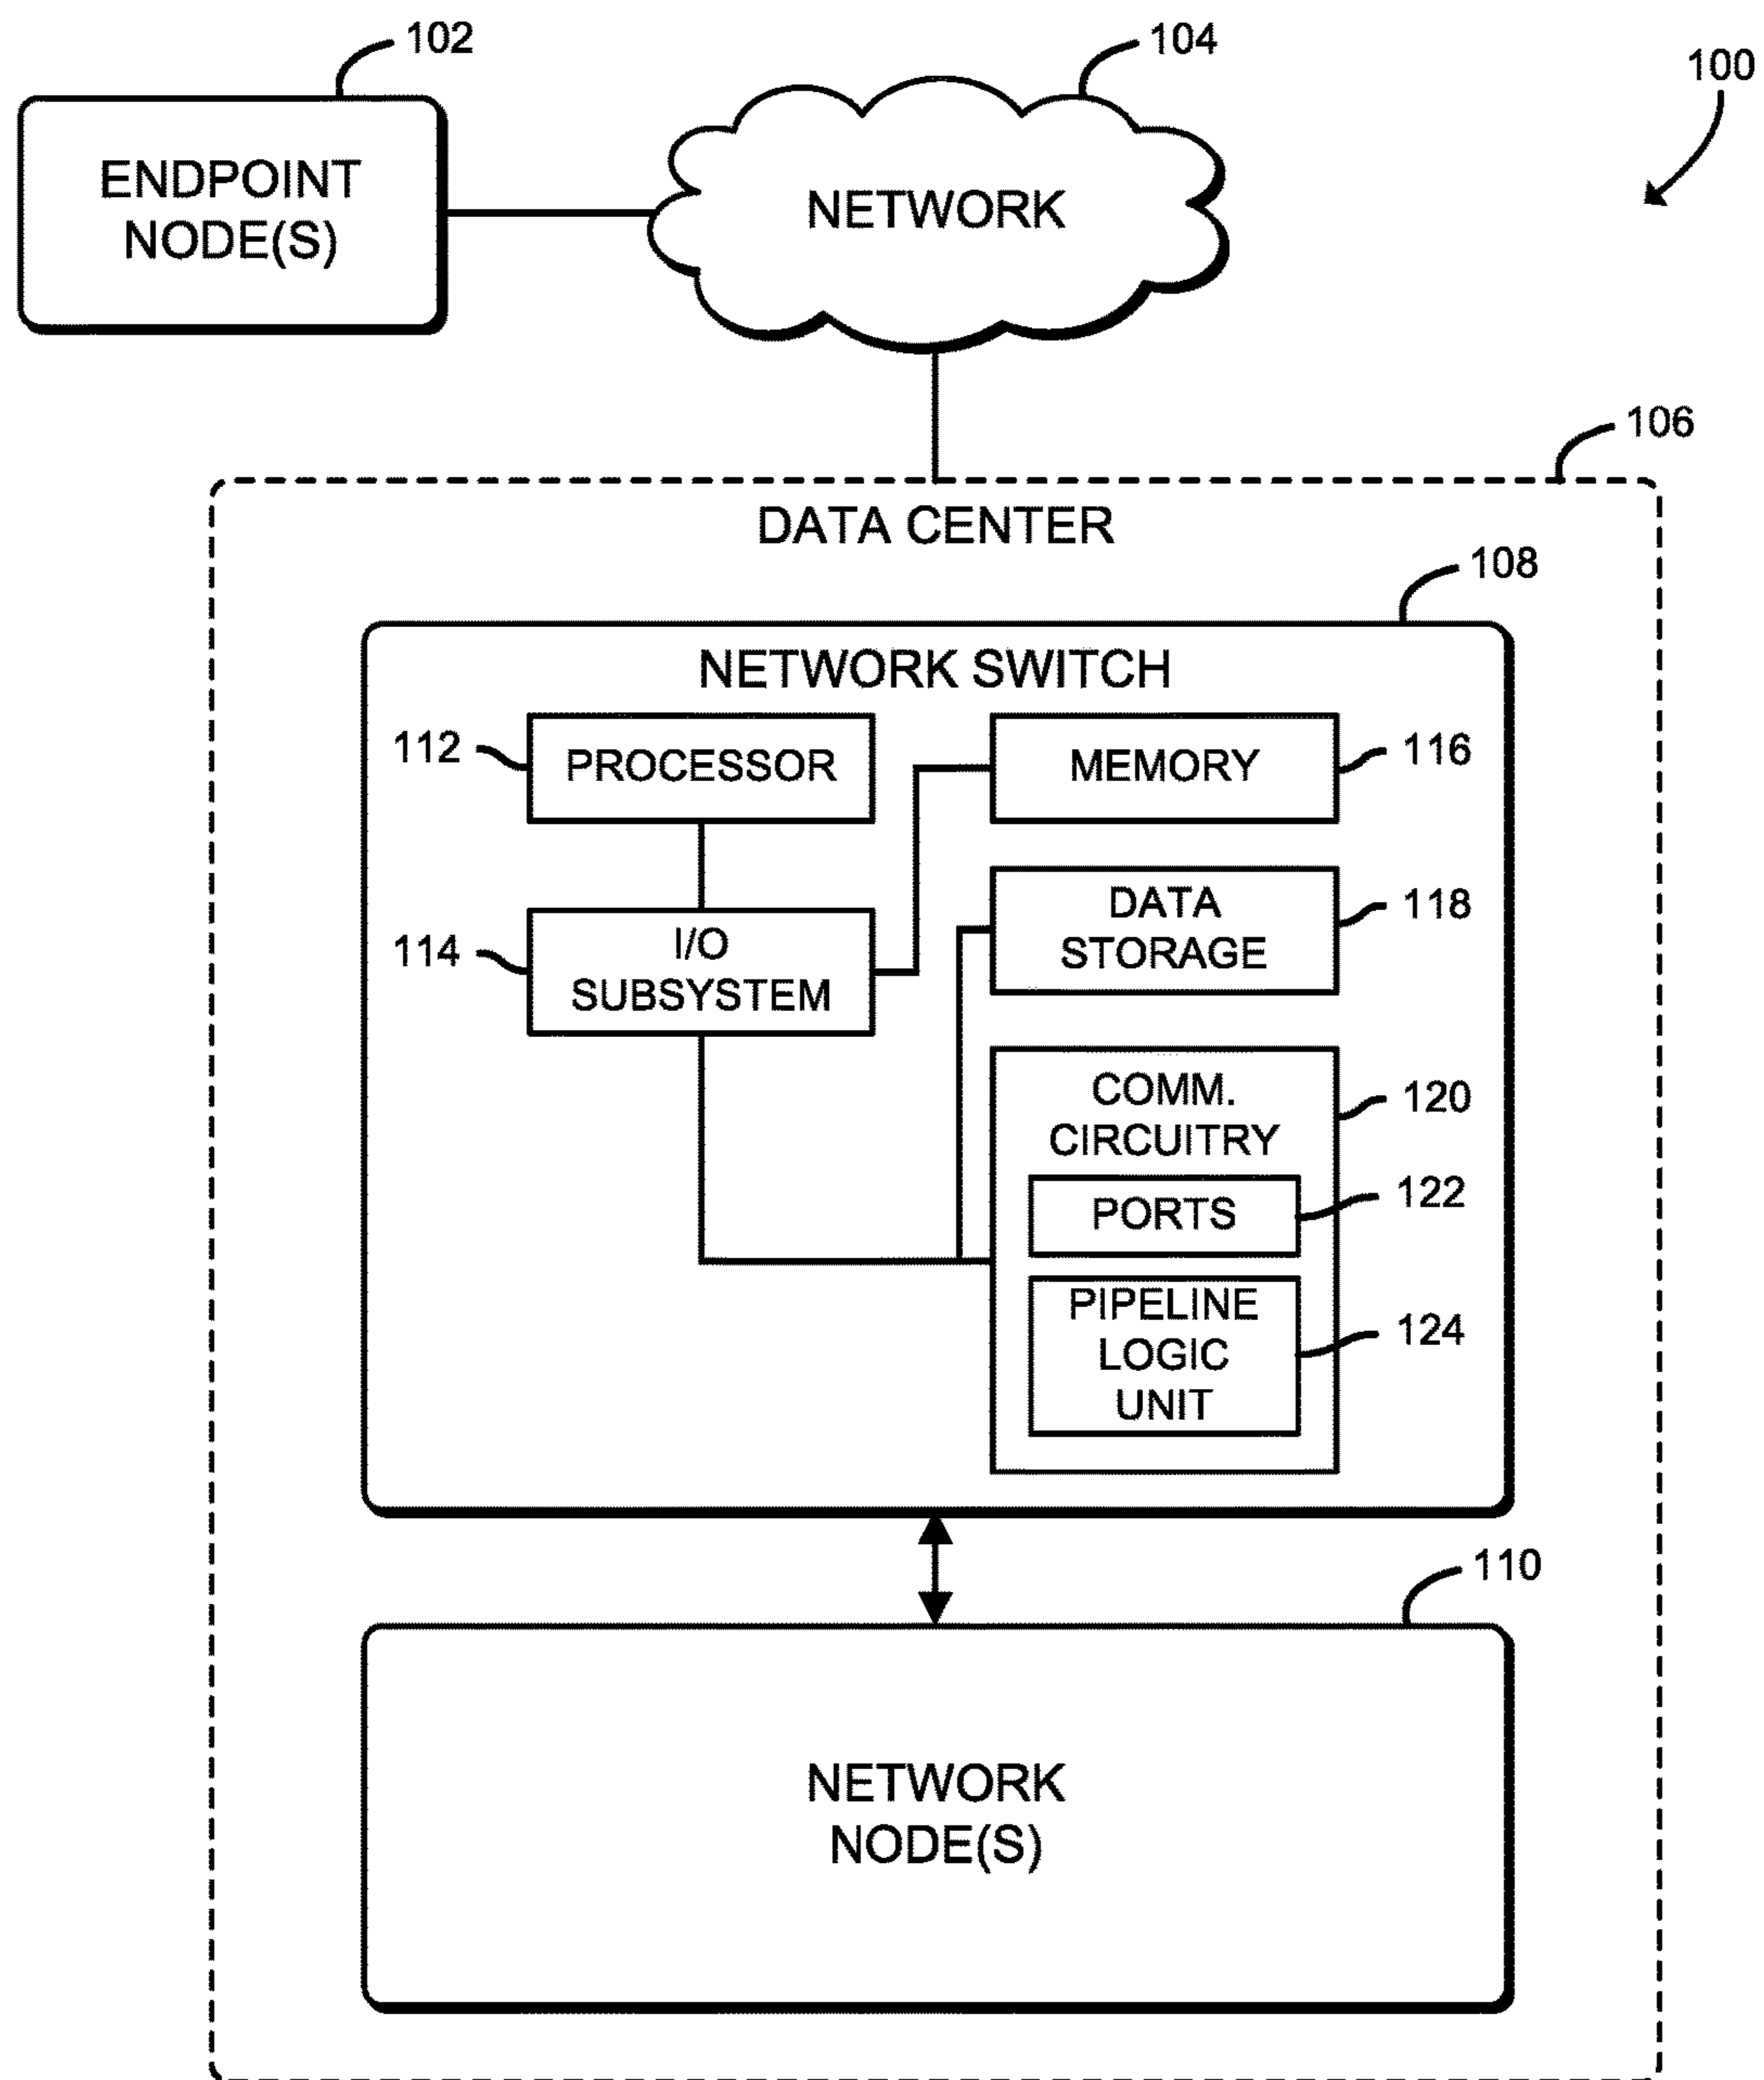 102
104
100
ENDPOINT
NODE(S)
NETWORK
106
DATA CENTER
108
NETWORK SWITCH
112
PROCESSOR
MEMORY
116
114
I/O
SUBSYSTEM
DATA
STORAGE
118
COMM.
CIRCUITRY
120
PORTS
122
PIPELINE
LOGIC
UNIT
124
110
NETWORK
NODE(S)